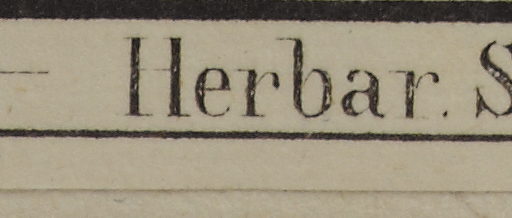 — Herbar. S